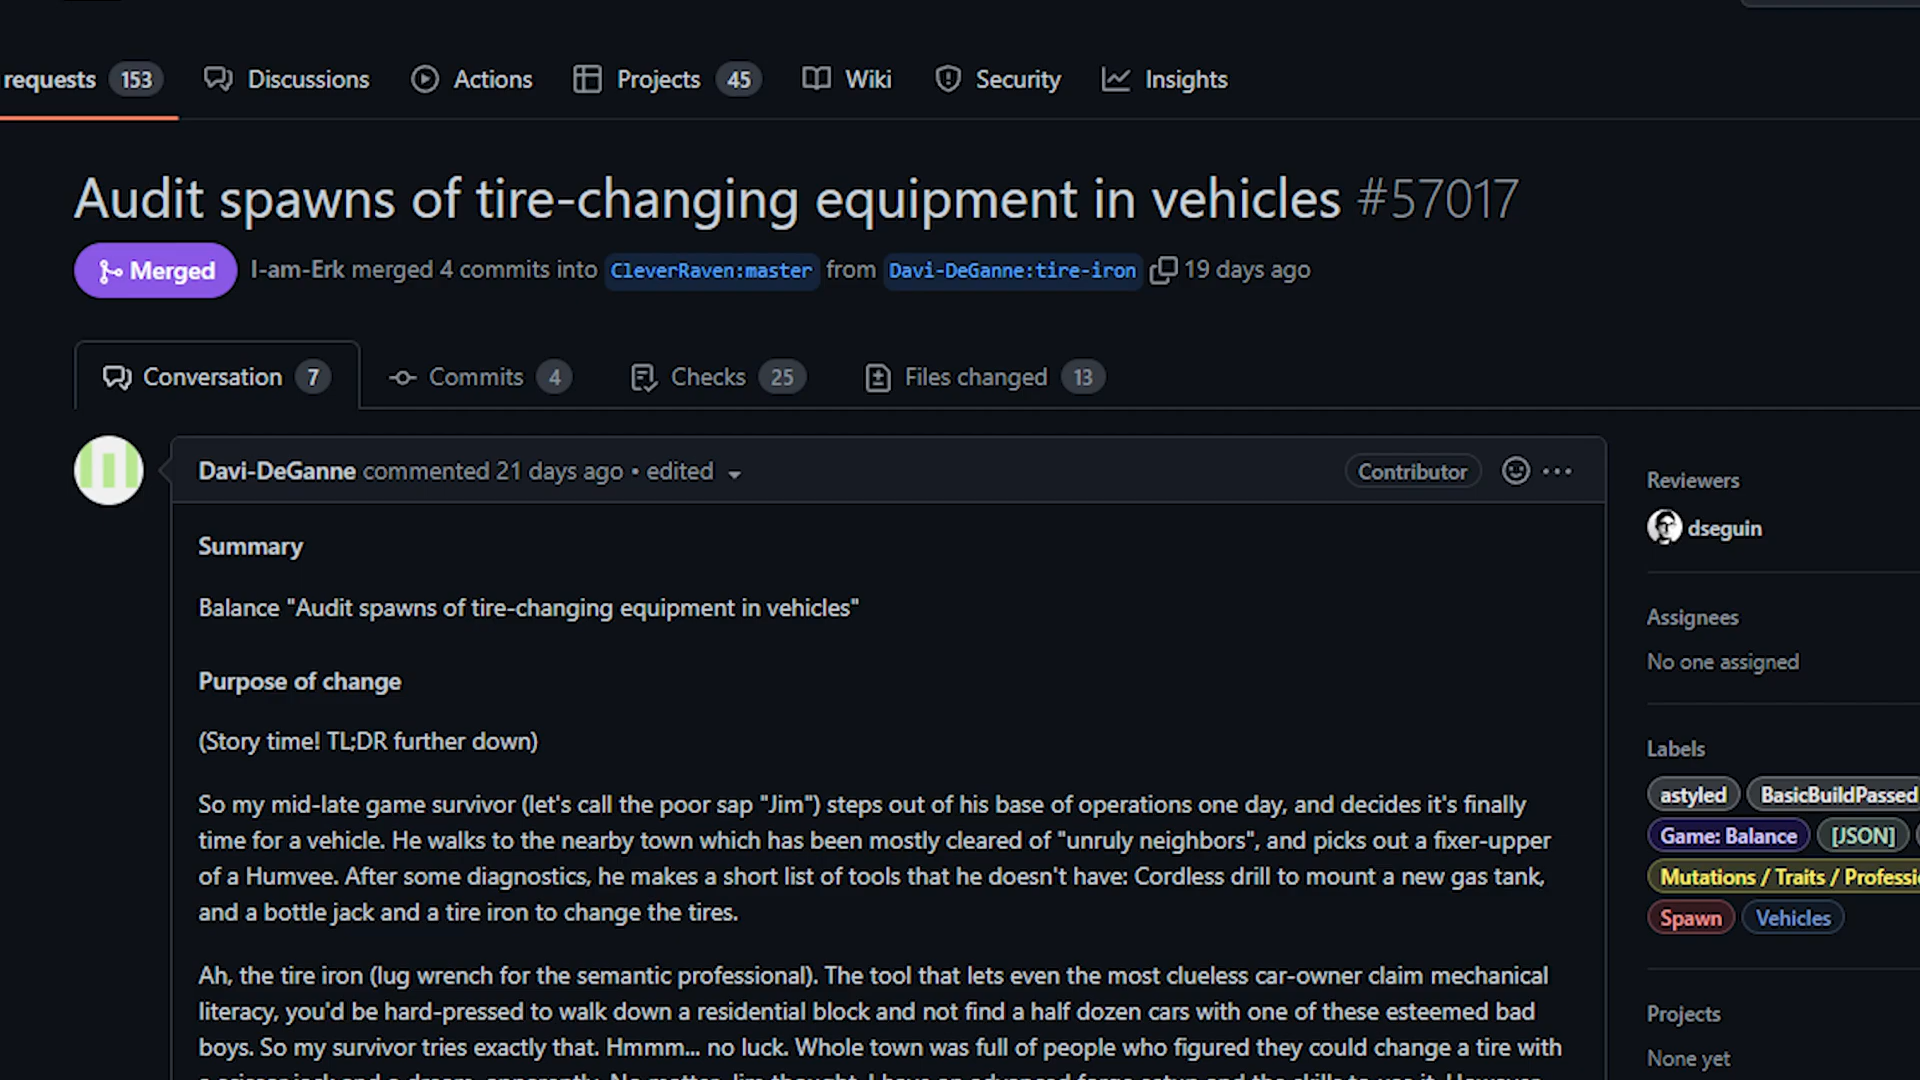 requests 153 Discussions Actions Projects 45 Wiki Security Insights
Audit spawns of tire-changing equipment in vehicles #57017
Merged I-am-Erk merged 4 commits into CleverRaven:master from Davi-DeGanne:tire-iron 19 days ago
Conversation 7 Commits 4 Checks 25 Files changed 13
Davi-DeGanne commented 21 days ago • edited Contributor
Summary
Balance "Audit spawns of tire-changing equipment in vehicles"
Purpose of change
(Story time! TL;DR further down)
So my mid-late game survivor (let's call the poor sap "Jim") steps out of his base of operations one day, and decides it's finally
time for a vehicle. He walks to the nearby town which has been mostly cleared of "unruly neighbors", and picks out a fixer-upper
of a Humvee. After some diagnostics, he makes a short list of tools that he doesn't have: Cordless drill to mount a new gas tank,
and a bottle jack and a tire iron to change the tires.
Ah, the tire iron (lug wrench for the semantic professional). The tool that lets even the most clueless car-owner claim mechanical
literacy, you'd be hard-pressed to walk down a residential block and not find a half dozen cars with one of these esteemed bad
boys. So my survivor tries exactly that. Hmmm... no luck. Whole town was full of people who figured they could change a tire with
Reviewers
dseguin
Assignees
No one assigned
Labels
astyled BasicBuildPassed
Game: Balance [JSON]
Mutations / Traits / Professi
Spawn Vehicles
Projects
None yet